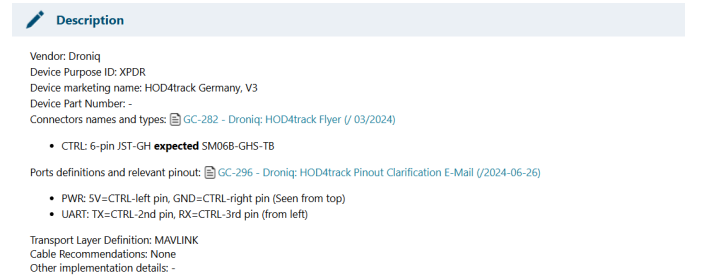 Description
Vendor: Droniq
Device Purpose ID: XPDR
Device marketing name: HOD4track Germany, V3
Device Part Number: -
Connectors names and types: GC-282 - Droniq: HOD4track Flyer (/ 03/2024)
• CTRL: 6-pin JST-GH expected SM06B-GHS-TB
Ports definitions and relevant pinout: GC-296 - Droniq: HOD4track Pinout Clarification E-Mail (/2024-06-26)
• PWR: 5V=CTRL-left pin, GND=CTRL-right pin (Seen from top)
• UART: TX=CTRL-2nd pin, RX=CTRL-3rd pin (from left)
Transport Layer Definition: MAVLINK
Cable Recommendations: None
Other implementation details: -